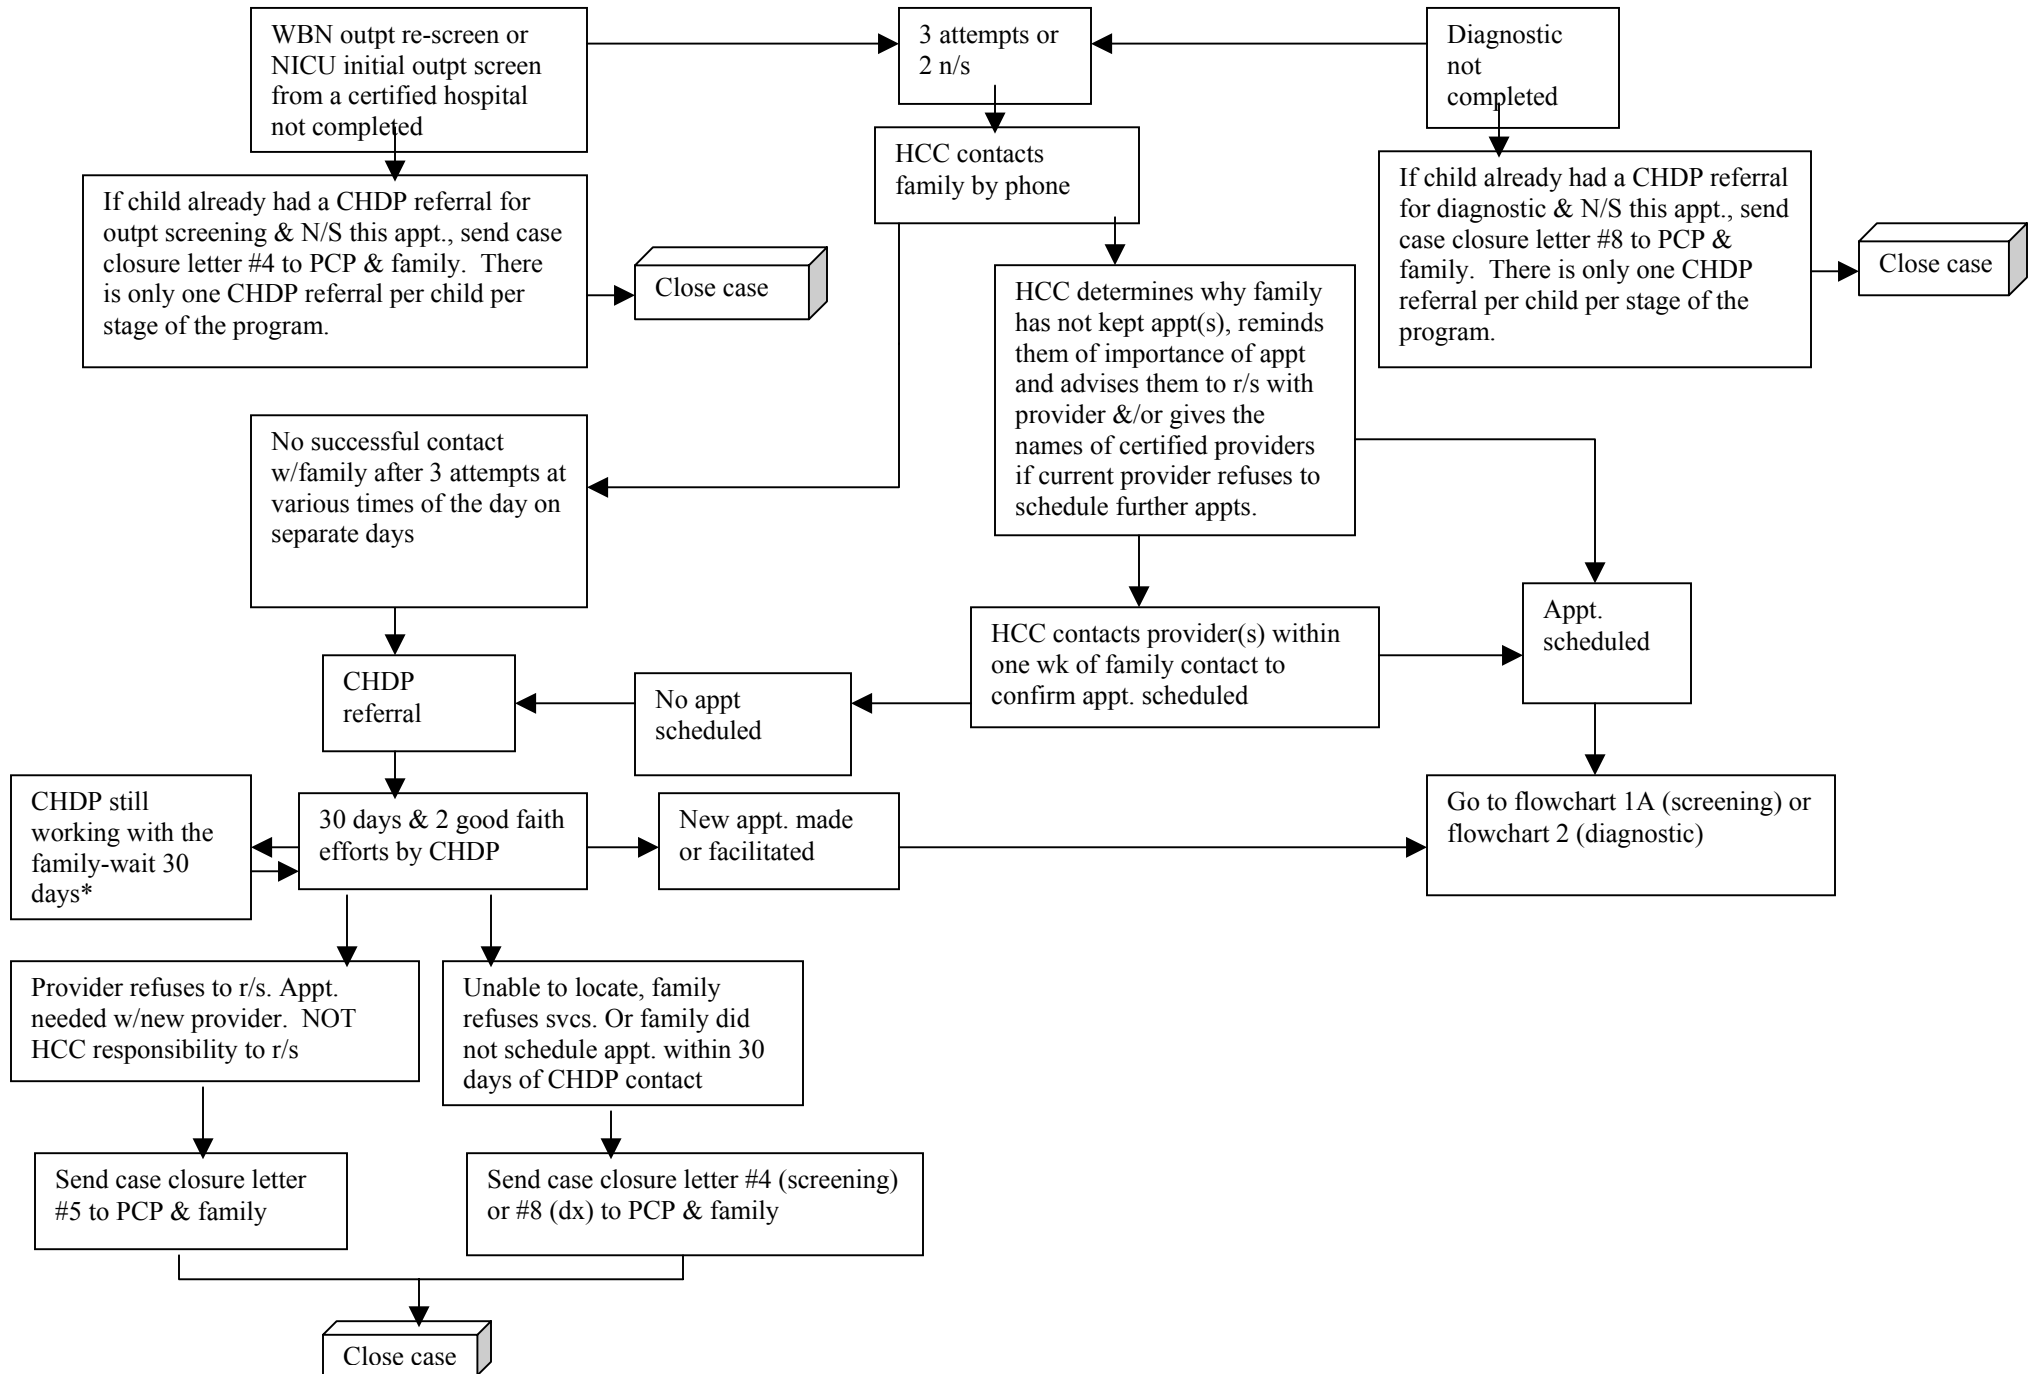 WBN outpt re-screen or
NICU initial outpt screen
from a certified hospital
not completed
3 attempts or
2 n/s
Diagnostic
not
completed
HCC contacts
family by phone
If child already had a CHDP referral for
outpt screening & N/S this appt., send case
closure letter #4 to PCP & family.  There
is only one CHDP referral per child per
stage of the program.
Close case
If child already had a CHDP referral
for diagnostic & N/S this appt., send
case closure letter #8 to PCP &
family.  There is only one CHDP
referral per child per stage of the
program.
Close case
HCC determines why family
has not kept appt(s), reminds
them of importance of appt
and advises them to r/s with
provider &/or gives the
names of certified providers
if current provider refuses to
schedule further appts.
No successful contact
w/family after 3 attempts at
various times of the day on
separate days
HCC contacts provider(s) within
one wk of family contact to
confirm appt. scheduled
Appt.
scheduled
CHDP
referral
No appt
scheduled
CHDP still
working with the
family-wait 30
days*
30 days & 2 good faith
efforts by CHDP
New appt. made
or facilitated
Go to flowchart 1A (screening) or
flowchart 2 (diagnostic)
Provider refuses to r/s. Appt.
needed w/new provider.  NOT
HCC responsibility to r/s
Unable to locate, family
refuses svcs. Or family did
not schedule appt. within 30
days of CHDP contact
Send case closure letter
#5 to PCP & family
Send case closure letter #4 (screening)
or #8 (dx) to PCP & family
Close case